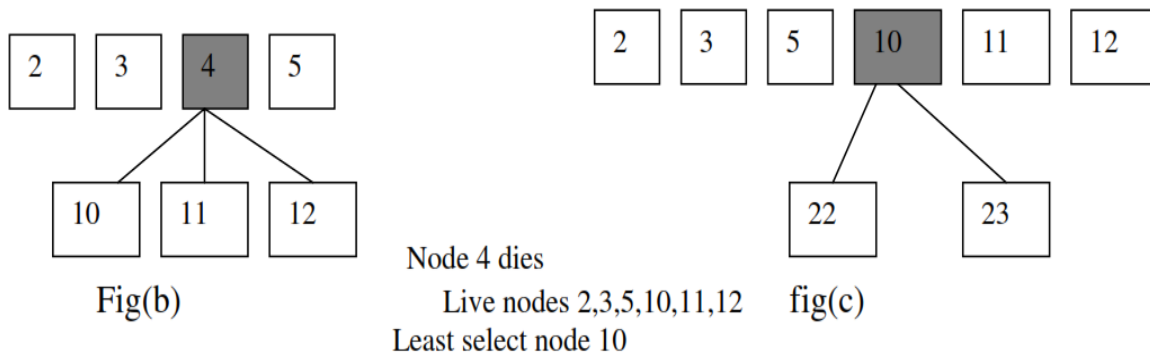 2 3 4 5
10 11 12
Fig(b)
Node 4 dies
Live nodes 2,3,5,10,11,12
Least select node 10
2 3 5 10 11 12
22 23
fig(c)